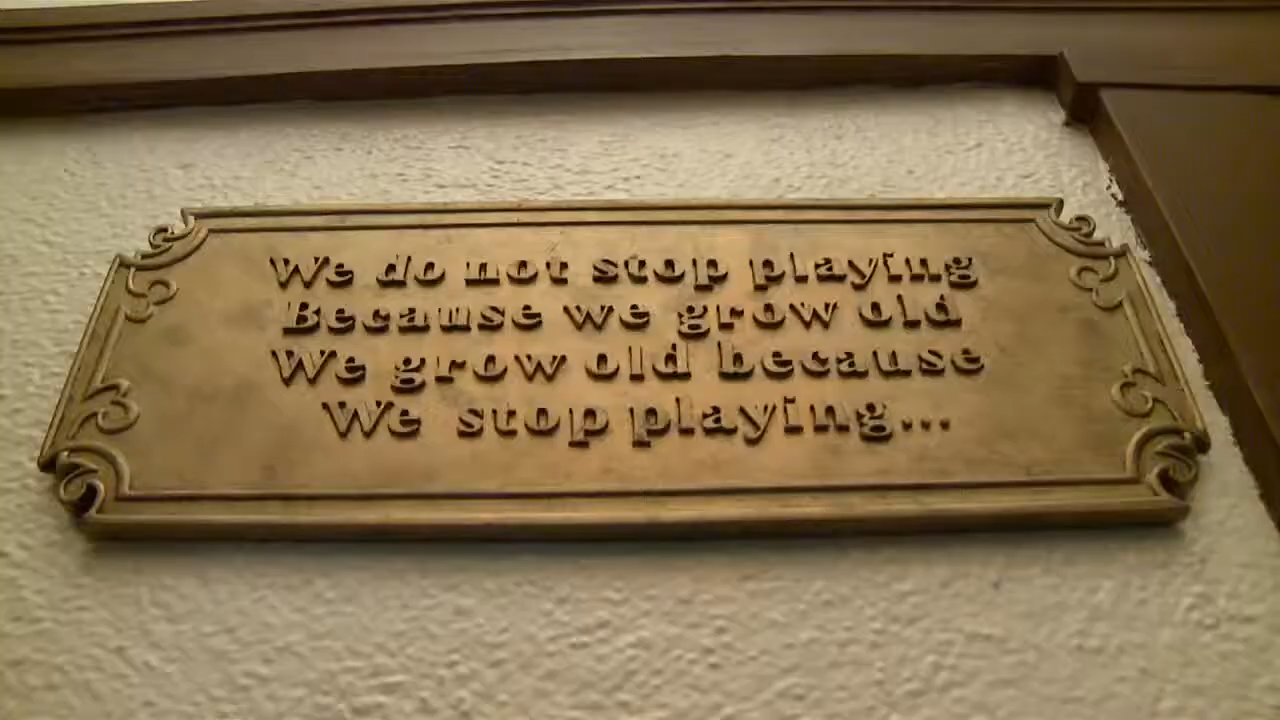 We do not stop playing
Because we grow old
We grow old because
We stop playing...